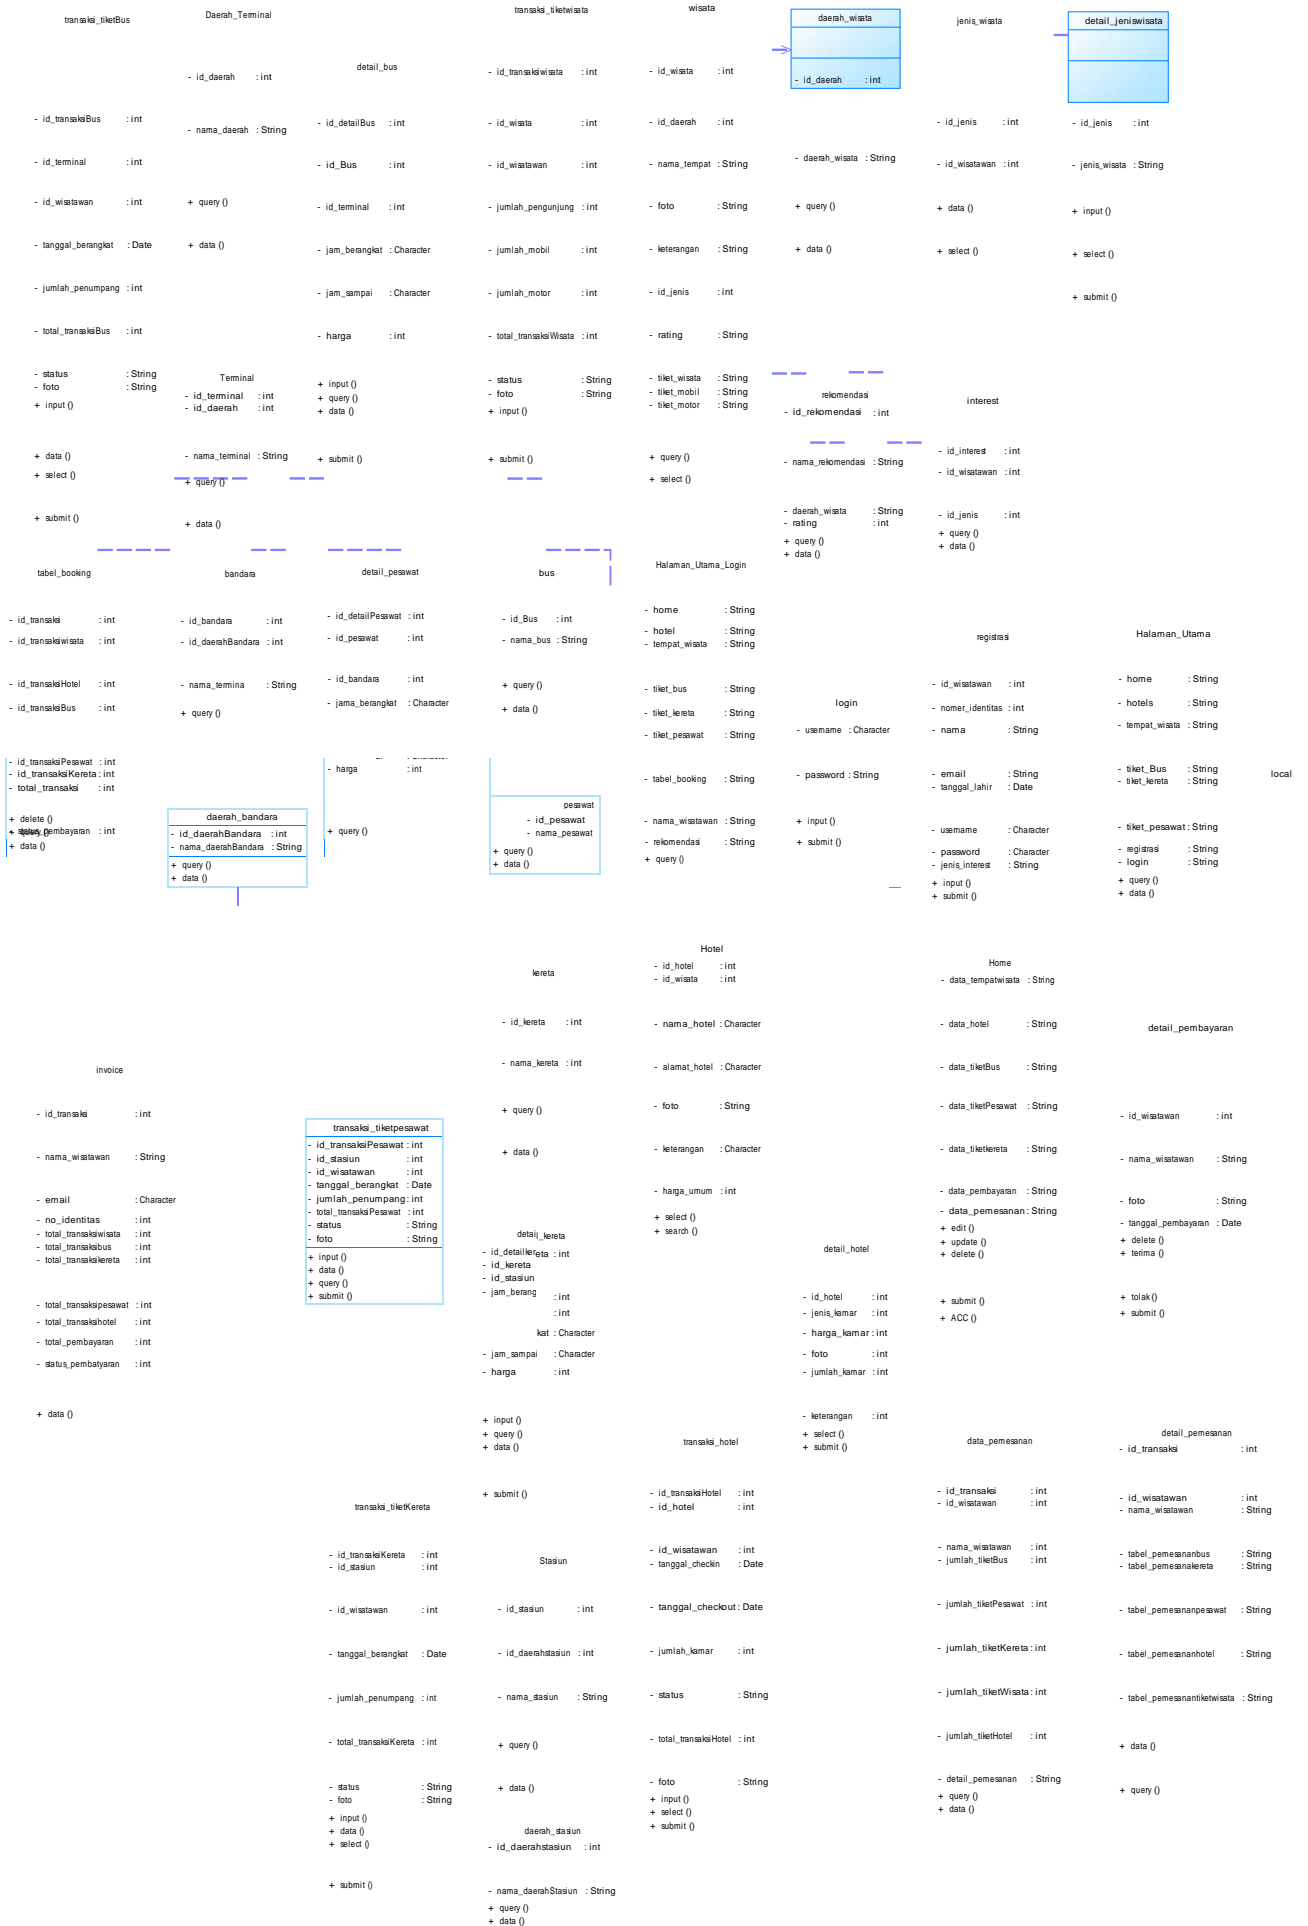 transaksi_tiketBus
- id_transaksiBus : int
- id_terminal : int
- id_wisatawan : int
- tanggal_berangkat : Date
- jumlah_penumpang : int
- total_transaksiBus : int
- status : String
- foto : String
+ input ()
+ data ()
+ select ()
+ submit ()
Daerah_Terminal
- id_daerah : int
- nama_daerah : String
+ query ()
+ data ()
Terminal
- id_terminal : int
- id_daerah : int
- nama_terminal : String
+ query ()
+ data ()
detail_bus
- id_detailBus : int
- id_Bus : int
- id_terminal : int
- jam_berangkat : Character
- jam_sampai : Character
- harga : int
+ input ()
+ query ()
+ data ()
+ submit ()
transaksi_tiketwisata
- id_transaksiwisata : int
- id_wisata : int
- id_wisatawan : int
- jumlah_pengunjung : int
- jumlah_mobil : int
- jumlah_motor : int
- total_transaksiWisata : int
- status : String
- foto : String
+ input ()
+ submit ()
wisata
- id_wisata : int
- id_daerah : int
- nama_tempat : String
- foto : String
- keterangan : String
- id_jenis : int
- rating : String
- tiket_wisata : String
- tiket_mobil : String
- tiket_motor : String
+ query ()
+ select ()
daerah_wisata
- id_daerah : int
- daerah_wisata : String
+ query ()
+ data ()
jenis_wisata
- id_jenis : int
- id_wisatawan : int
+ data ()
+ select ()
detail_jeniswisata
- id_jenis : int
- jenis_wisata : String
+ input ()
+ select ()
+ submit ()
rekomendasi
- id_rekomendasi : int
- nama_rekomendasi : String
- daerah_wisata : String
- rating : int
+ query ()
+ data ()
interest
- id_interest : int
- id_wisatawan : int
- id_jenis : int
+ query ()
+ data ()
tabel_booking
- id_transaksi : int
- id_transaksiwisata : int
- id_transaksiHotel : int
- id_transaksiBus : int
- id_transaksiPesawat : int
- id_transaksiKereta : int
- total_transaksi : int
+ delete ()
- status_pembayaran : int
+ query ()
+ data ()
bandara
- id_bandara : int
- id_daerahBandara : int
- nama_termina : String
+ query ()
daerah_bandara
- id_daerahBandara : int
- nama_daerahBandara : String
+ query ()
+ data ()
detail_pesawat
- id_detailPesawat : int
- id_pesawat : int
- id_bandara : int
- jama_berangkat : Character
- harga : int
+ query ()
bus
- id_Bus : int
- nama_bus : String
+ query ()
+ data ()
pesawat
- id_pesawat
- nama_pesawat
+ query ()
+ data ()
Halaman_Utama_Login
- home : String
- hotel : String
- tempat_wisata : String
- tiket_bus : String
- tiket_kereta : String
- tiket_pesawat : String
- tabel_booking : String
- nama_wisatawan : String
- rekomendasi : String
+ query ()
login
- username : Character
- password : String
+ input ()
+ submit ()
registrasi
- id_wisatawan : int
- nomer_identitas : int
- nama : String
- email : String
- tanggal_lahir : Date
- username : Character
- password : Character
- jenis_interest : String
+ input ()
+ submit ()
Halaman_Utama
- home : String
- hotels : String
- tempat_wisata : String
- tiket_Bus : String
- tiket_kereta : String
- tiket_pesawat : String
- registrasi : String
- login : String
+ query ()
+ data ()
local
invoice
- id_transaksi : int
- nama_wisatawan : String
- email : Character
- no_identitas : int
- total_transaksiwisata : int
- total_transaksibus : int
- total_transaksikereta : int
- total_transaksipesawat : int
- total_transaksihotel : int
- total_pembayaran : int
- status_pembatyaran : int
+ data ()
transaksi_tiketpesawat
- id_transaksiPesawat : int
- id_stasiun : int
- id_wisatawan : int
- tanggal_berangkat : Date
- jumlah_penumpang : int
- total_transaksiPesawat : int
- status : String
- foto : String
+ input ()
+ data ()
+ query ()
+ submit ()
kereta
- id_kereta : int
- nama_kereta : int
+ query ()
+ data ()
detail_kereta
- id_detailkereta : int
- id_kereta
- id_stasiun
- jam_berang
: int
: int
kat : Character
- jam_sampai : Character
- harga : int
+ input ()
+ query ()
+ data ()
+ submit ()
Hotel
- id_hotel : int
- id_wisata : int
- nama_hotel : Character
- alamat_hotel : Character
- foto : String
- keterangan : Character
- harga_umum : int
+ select ()
+ search ()
detail_hotel
- id_hotel : int
- jenis_kamar : int
- harga_kamar : int
- foto : int
- jumlah_kamar : int
- keterangan : int
+ select ()
+ submit ()
Home
- data_tempatwisata : String
- data_hotel : String
- data_tiketBus : String
- data_tiketPesawat : String
- data_tiketkereta : String
- data_pembayaran : String
- data_pemesanan : String
+ edit ()
+ update ()
+ delete ()
+ submit ()
+ ACC ()
detail_pembayaran
- id_wisatawan : int
- nama_wisatawan : String
- foto : String
- tanggal_pembayaran : Date
+ delete ()
+ terima ()
+ tolak ()
+ submit ()
transaksi_tiketKereta
- id_transaksiKereta : int
- id_stasiun : int
- id_wisatawan : int
- tanggal_berangkat : Date
- jumlah_penumpang : int
- total_transaksiKereta : int
- status : String
- foto : String
+ input ()
+ data ()
+ select ()
+ submit ()
Stasiun
- id_stasiun : int
- id_daerahstasiun : int
- nama_stasiun : String
+ query ()
+ data ()
daerah_stasiun
- id_daerahstasiun : int
- nama_daerahStasiun : String
+ query ()
+ data ()
transaksi_hotel
- id_transaksiHotel : int
- id_hotel : int
- id_wisatawan : int
- tanggal_checkin : Date
- tanggal_checkout : Date
- jumlah_kamar : int
- status : String
- total_transaksiHotel : int
- foto : String
+ input ()
+ select ()
+ submit ()
data_pemesanan
- id_transaksi : int
- id_wisatawan : int
- nama_wisatawan : int
- jumlah_tiketBus : int
- jumlah_tiketPesawat : int
- jumlah_tiketKereta : int
- jumlah_tiketWisata : int
- jumlah_tiketHotel : int
- detail_pemesanan : String
+ query ()
+ data ()
detail_pemesanan
- id_transaksi : int
- id_wisatawan : int
- nama_wisatawan : String
- tabel_pemesananbus : String
- tabel_pemesanakereta : String
- tabel_pemesananpesawat : String
- tabel_pemesananhotel : String
- tabel_pemesanantiketwisata : String
+ data ()
+ query ()